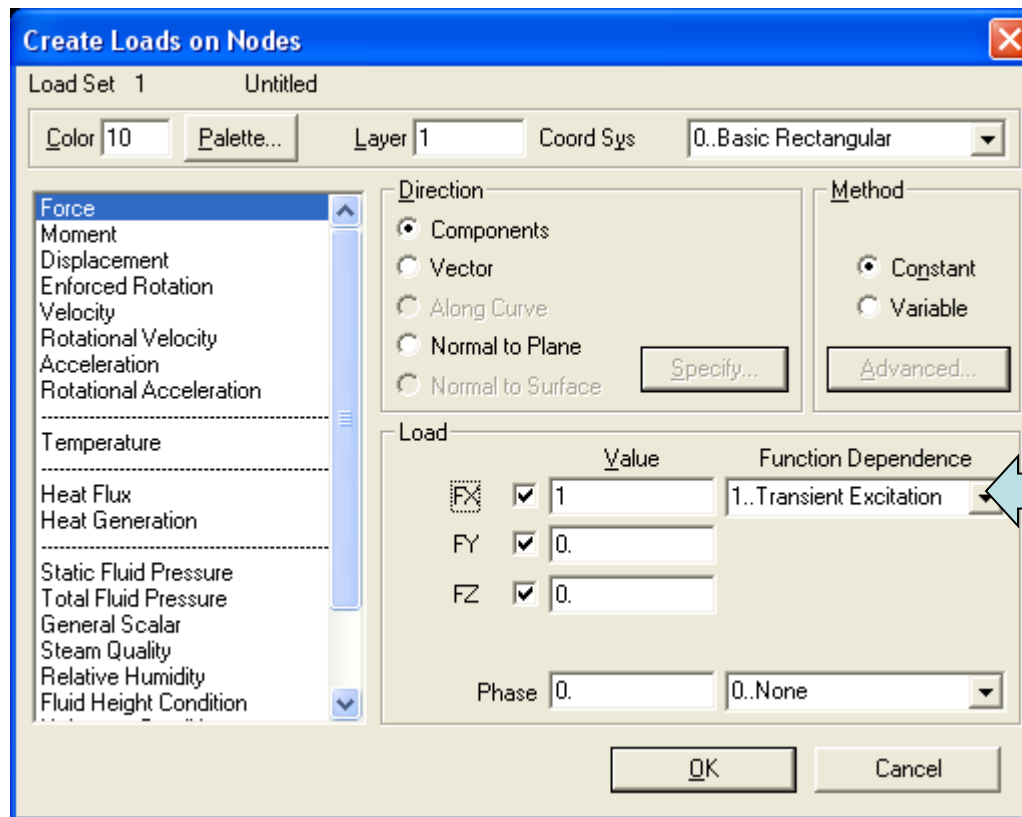 Create Loads on Nodes
Load Set 1 Untitled
Color 10 Palette... Layer 1 Coord Sys 0..Basic Rectangular
Force
Moment
Displacement
Enforced Rotation
Velocity
Rotational Velocity
Acceleration
Rotational Acceleration
Temperature
Heat Flux
Heat Generation
Static Fluid Pressure
Total Fluid Pressure
General Scalar
Steam Quality
Relative Humidity
Fluid Height Condition
Direction
Components
Vector
Along Curve
Normal to Plane
Normal to Surface
Specify...
Method
Constant
Variable
Advanced...
Load
Value Function Dependence
FX 1 1..Transient Excitation
FY 0.
FZ 0.
Phase 0. 0..None
OK Cancel